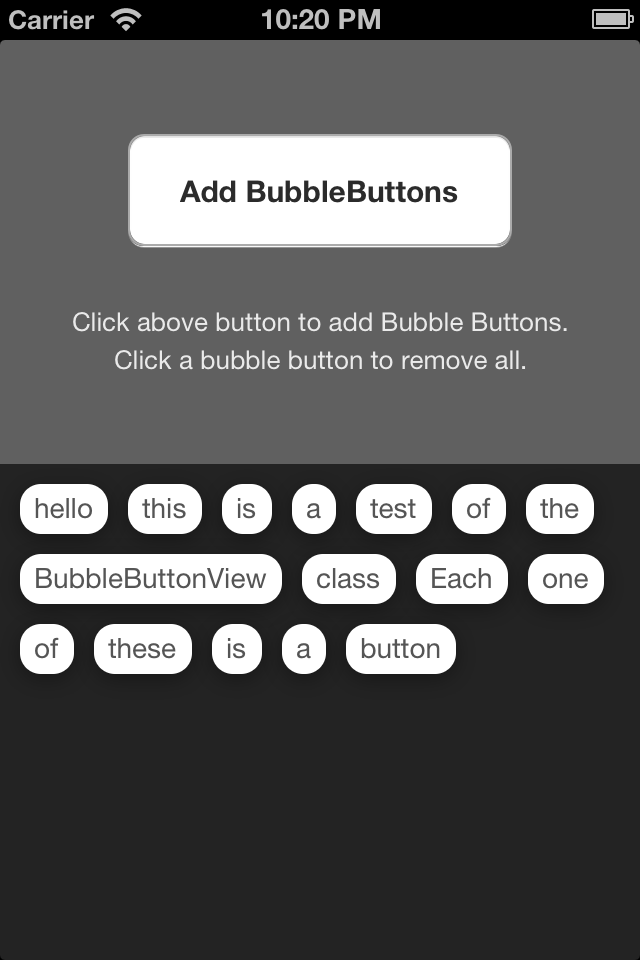 Carrier 10:20 PM
Add BubbleButtons
Click above button to add Bubble Buttons.
Click a bubble button to remove all.
hello this is a test of the
BubbleButtonView class Each one
of these is a button